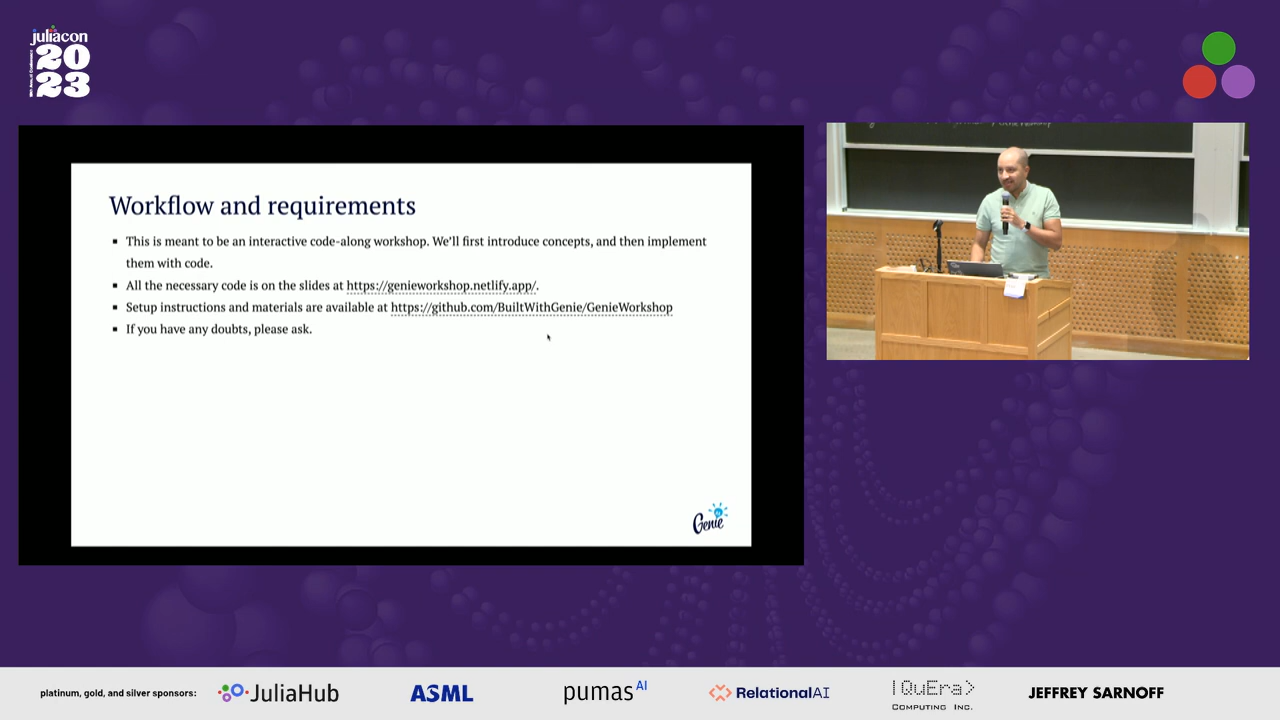 juliacon
20
23
Workflow and requirements
▪ This is meant to be an interactive code-along workshop. We'll first introduce concepts, and then implement
them with code.
▪ All the necessary code is on the slides at https://genieworkshop.netlify.app/.
▪ Setup instructions and materials are available at https://github.com/BuiltWithGenie/GenieWorkshop
▪ If you have any doubts, please ask.
Genie
platinum, gold, and silver sponsors:
JuliaHub
ASML
pumasAI
RelationalAI
|QuEra>
COMPUTING INC.
JEFFREY SARNOFF